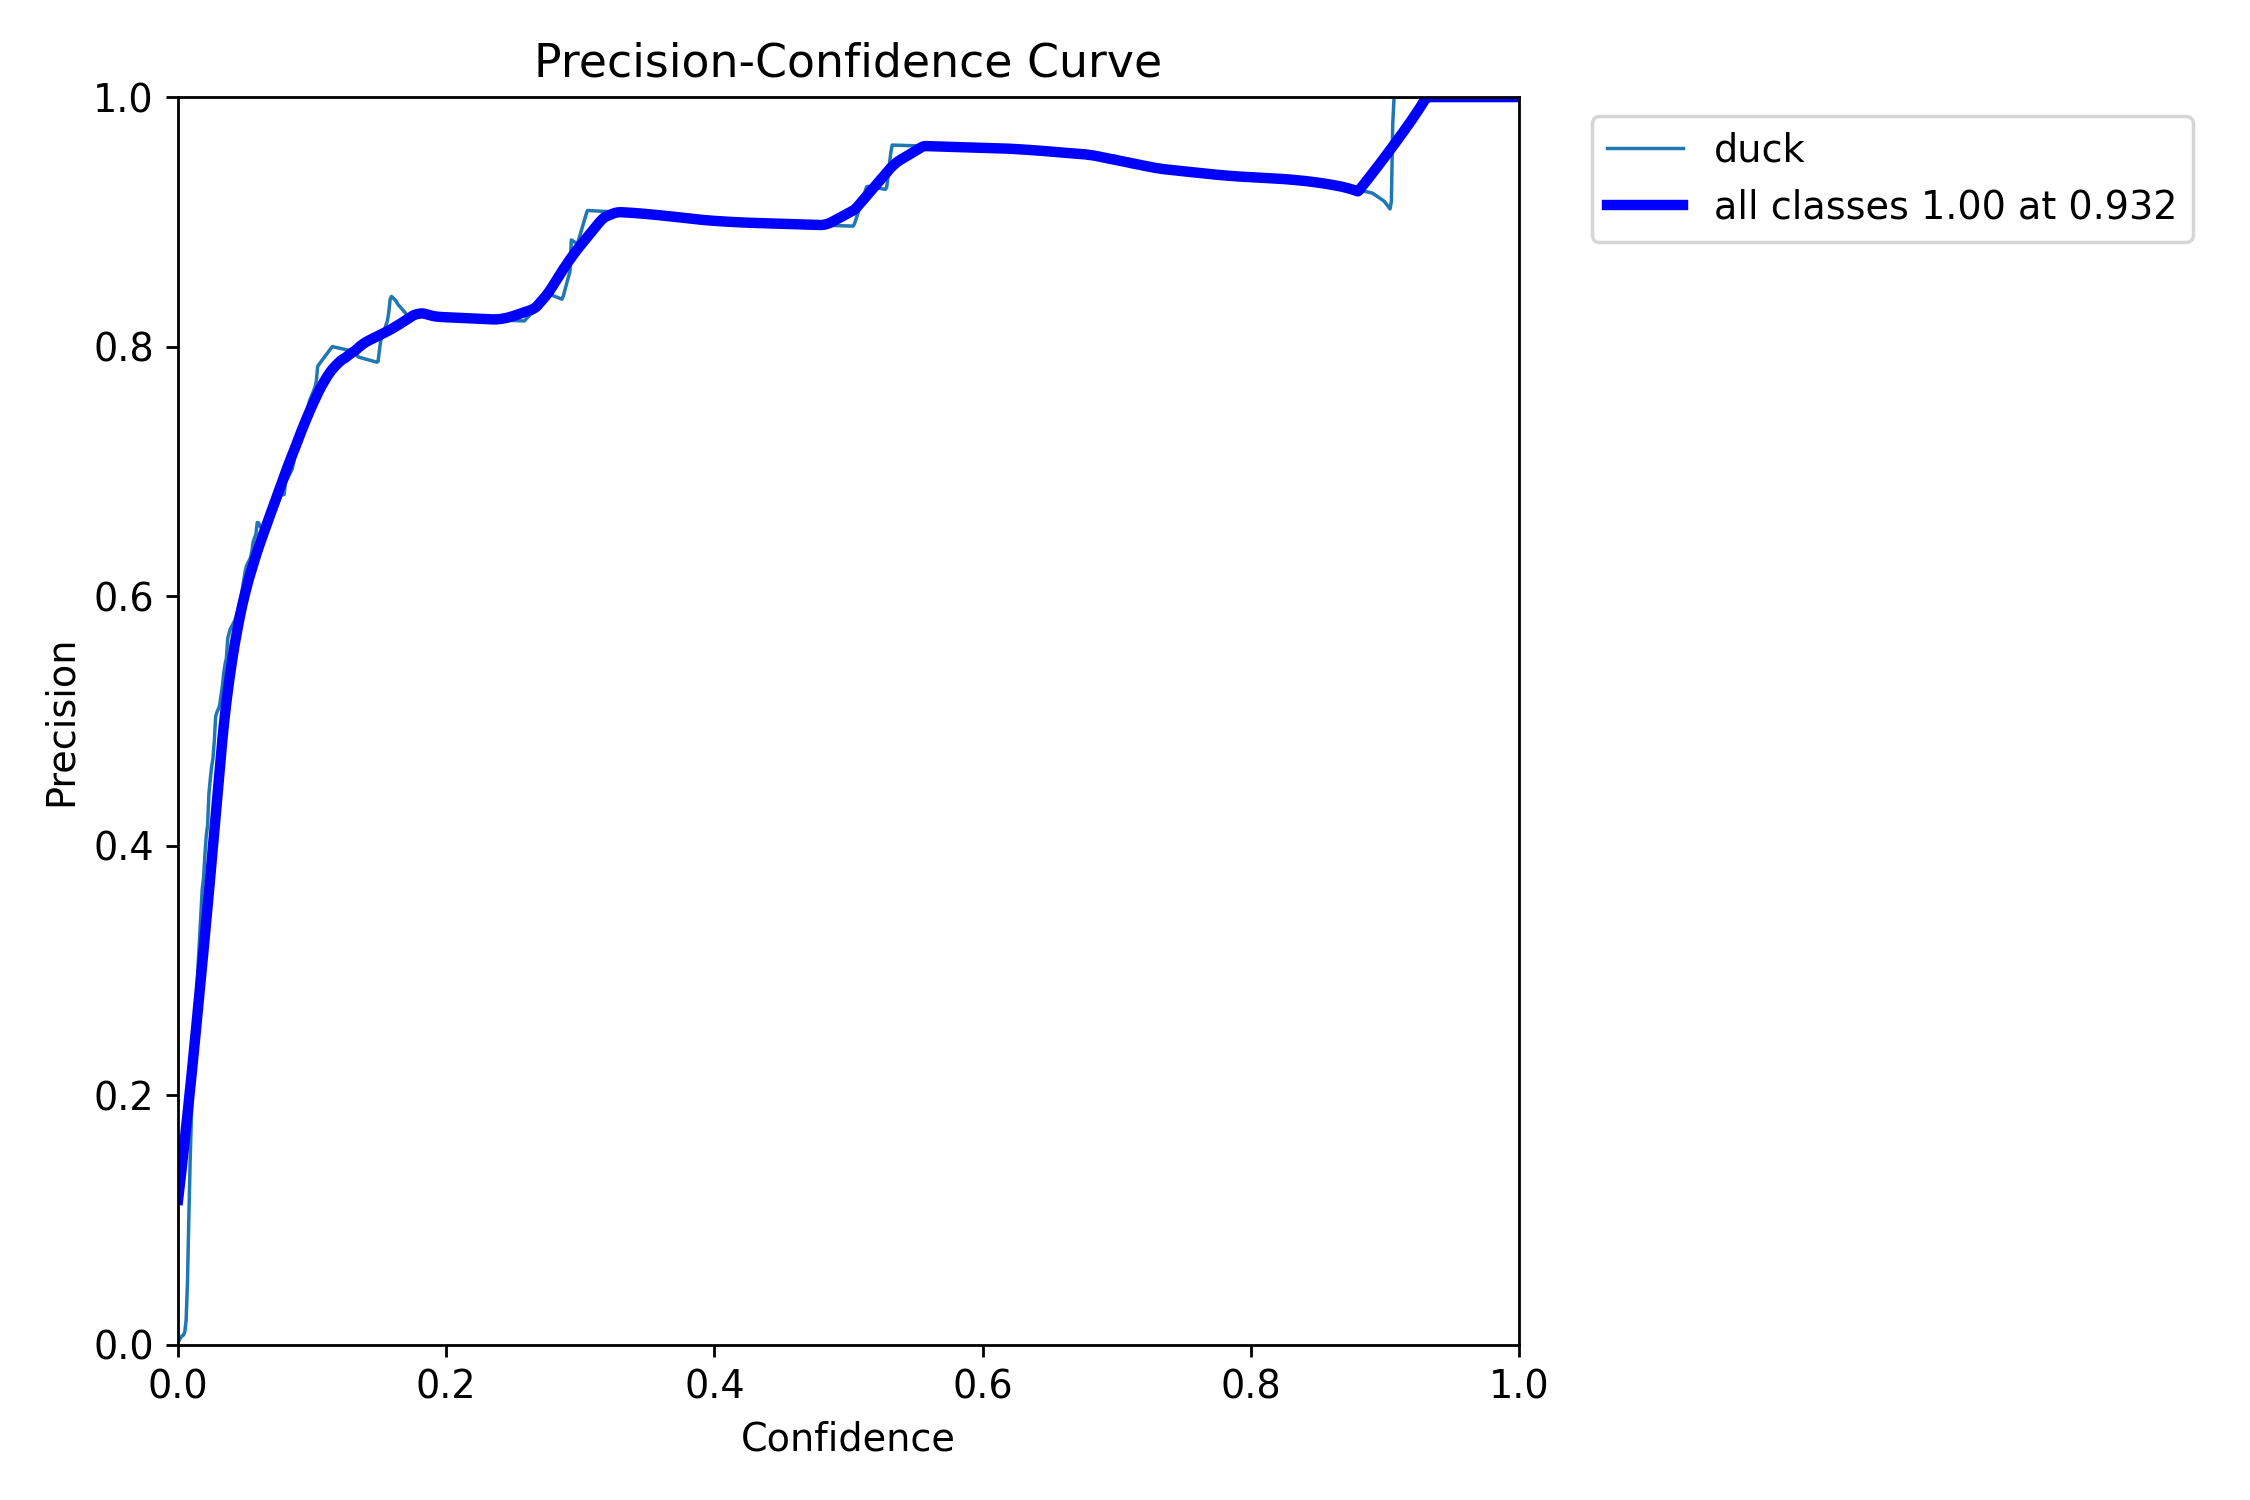 Precision-Confidence Curve
1.0
0.8
0.6
0.4
0.2
0.0
Precision
0.0 0.2 0.4 0.6 0.8 1.0
Confidence
duck
all classes 1.00 at 0.932